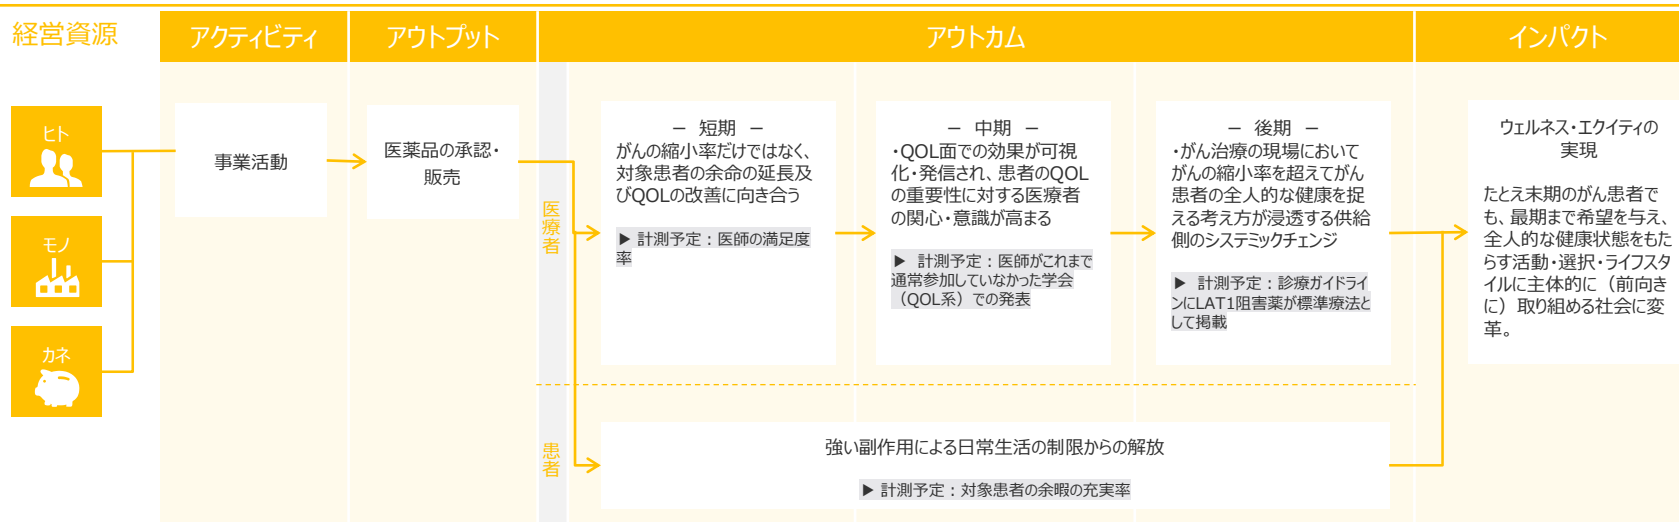 経営資源
アクティビティ
アウトプット
アウトカム
インパクト
ヒト
モノ
カネ
事業活動
医薬品の承認・
販売
医療者
－ 短期 －
がんの縮小率だけではなく、
対象患者の余命の延長及
びQOLの改善に向き合う
▶ 計測予定：医師の満足度
率
－ 中期 －
・QOL面での効果が可視
化・発信され、患者のQOL
の重要性に対する医療者
の関心・意識が高まる
▶ 計測予定：医師がこれまで
通常参加していなかった学会
（QOL系）での発表
－ 後期 －
・がん治療の現場において
がんの縮小率を超えてがん
患者の全人的な健康を捉
える考え方が浸透する供給
側のシステミックチェンジ
▶ 計測予定：診療ガイドライ
ンにLAT1阻害薬が標準療法と
して掲載
患者
強い副作用による日常生活の制限からの解放
▶ 計測予定：対象患者の余暇の充実率
ウェルネス・エクイティの
実現
たとえ末期のがん患者で
も、最期まで希望を与え、
全人的な健康状態をもた
らす活動・選択・ライフスタ
イルに主体的に（前向き
に）取り組める社会に変
革。